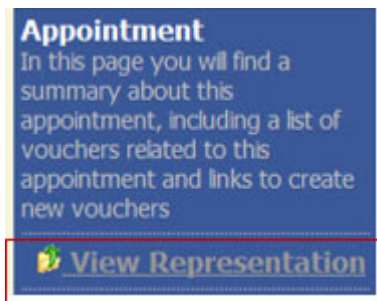 Appointment
In this page you will find a
summary about this
appointment, including a list of
vouchers related to this
appointment and links to create
new vouchers
View Representation